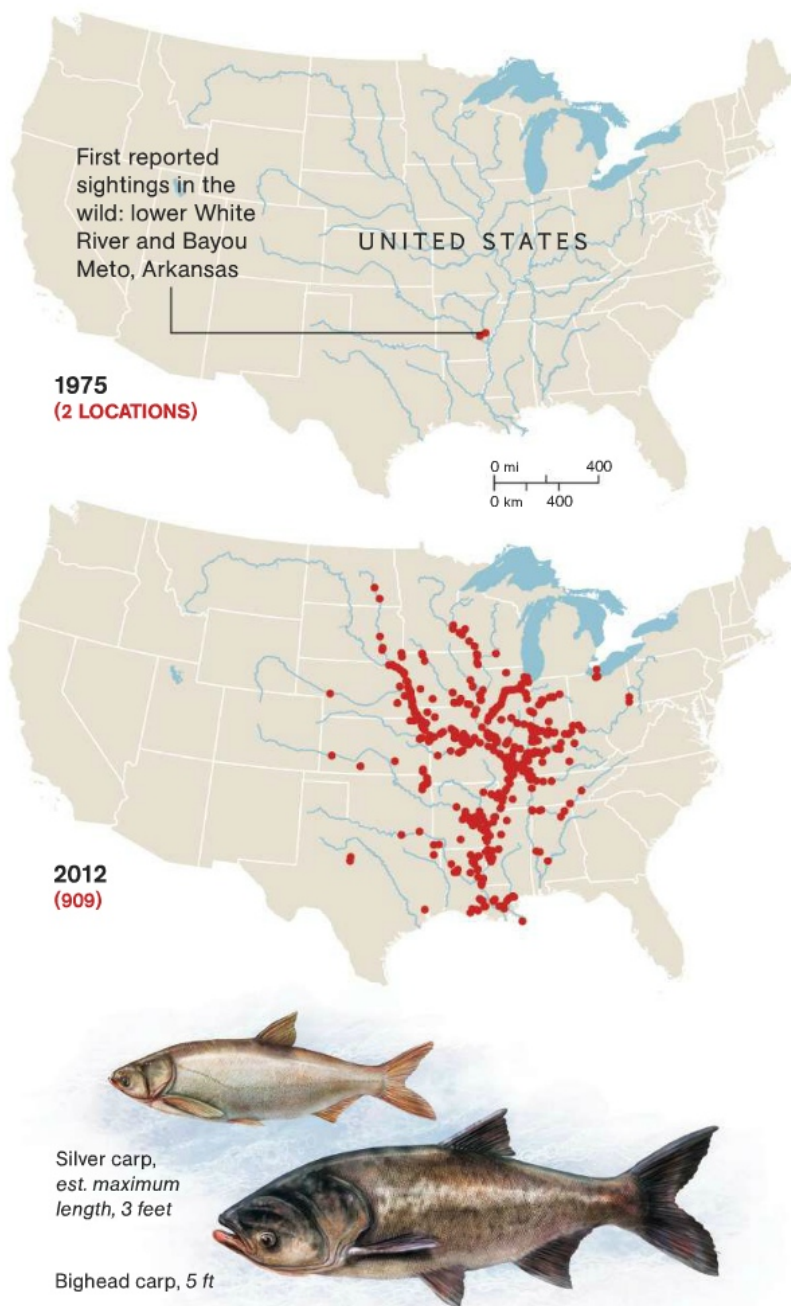 First reported
sightings in the
wild: lower White
River and Bayou
Meto, Arkansas
UNITED STATES
1975
(2 LOCATIONS)
0 mi 400
0 km 400
2012
(909)
Silver carp,
est. maximum
length, 3 feet
Bighead carp, 5 ft